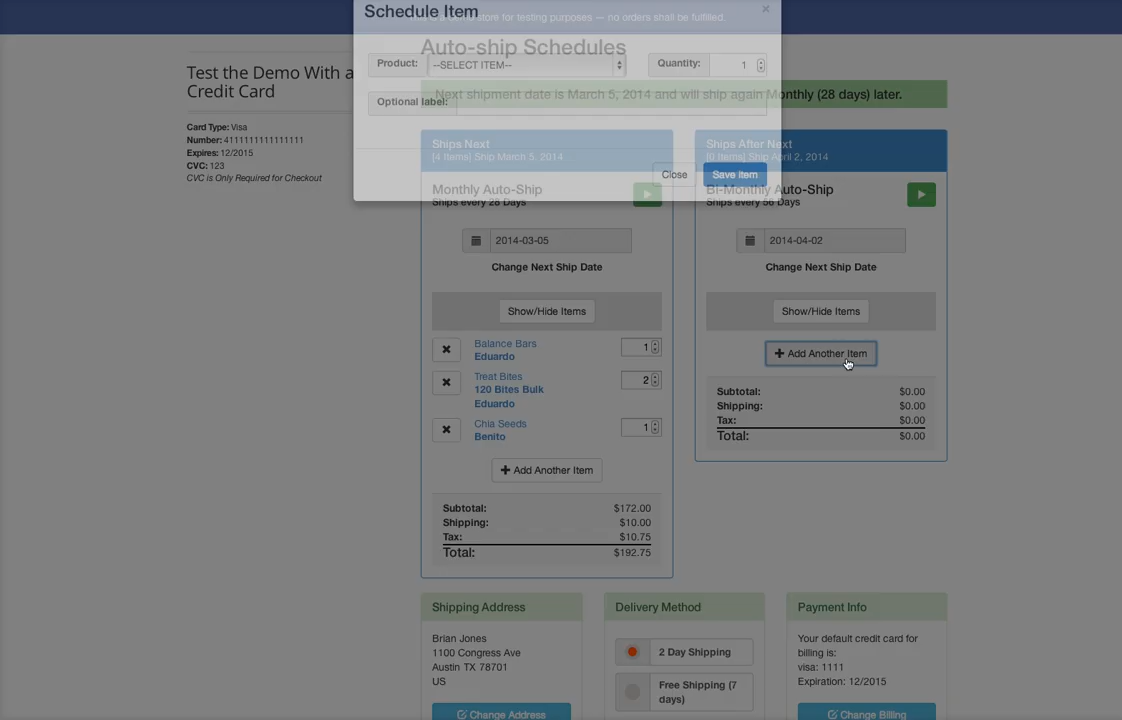 Schedule Item
×
This is a demo store for testing purposes — no orders shall be fulfilled.
Auto-ship Schedules
Product:
--SELECT ITEM--
Quantity:
1
Test the Demo With a
Credit Card
Next shipment date is March 5, 2014 and will ship again Monthly (28 days) later.
Optional label:
Card Type: Visa
Number: 4111111111111111
Expires: 12/2015
CVC: 123
CVC is Only Required for Checkout
Close
Save Item
Ships Next
[4 Items] Ship March 5, 2014
Monthly Auto-Ship
Ships every 28 Days
2014-03-05
Change Next Ship Date
Show/Hide Items
Balance Bars
Eduardo
1
Treat Bites
120 Bites Bulk
Eduardo
2
Chia Seeds
Benito
1
Add Another Item
Subtotal: $172.00
Shipping: $10.00
Tax: $10.75
Total: $192.75
Ships After Next
[0 Items] Ship April 2, 2014
Bi-Monthly Auto-Ship
Ships every 56 Days
2014-04-02
Change Next Ship Date
Show/Hide Items
Add Another Item
Subtotal: $0.00
Shipping: $0.00
Tax: $0.00
Total: $0.00
Shipping Address
Brian Jones
1100 Congress Ave
Austin TX 78701
US
Change Address
Delivery Method
2 Day Shipping
Free Shipping (7
days)
Payment Info
Your default credit card for
billing is:
visa: 1111
Expiration: 12/2015
Change Billing